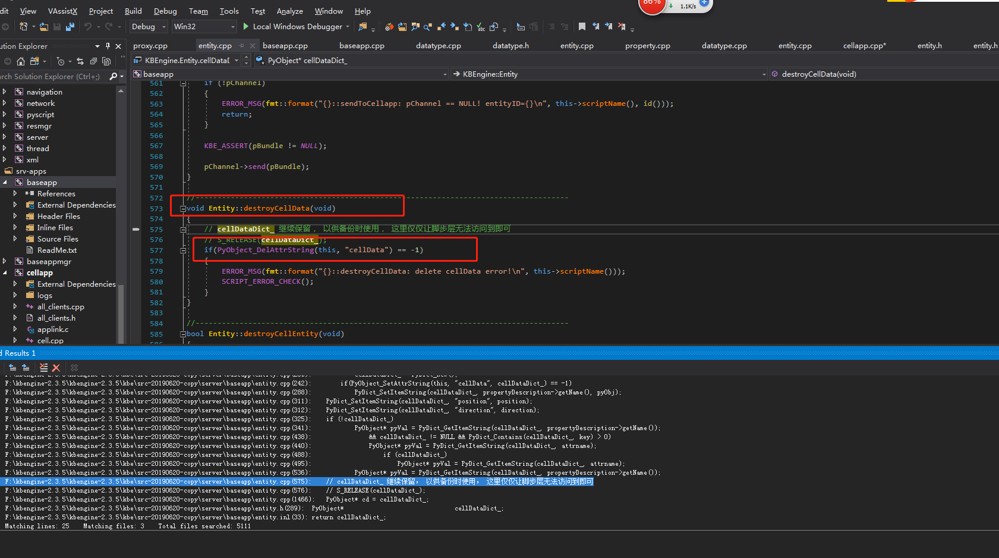 dit View VAssistX Project Build Debug Team Tools Test Analyze Window Help
86% 1.1K/s
Debug Win32 Local Windows Debugger
ution Explorer
proxy.cpp entity.cpp baseapp.cpp baseapp.cpp datatype.cpp datatype.h entity.cpp property.cpp datatype.cpp entity.cpp cellapp.cpp* entity.h entity.h
KBEngine.Entity.cellDataD PyObject* cellDataDict_
rch Solution Explorer (Ctrl+;)
baseapp KBEngine::Entity destroyCellData(void)
navigation
network
pyscript
resmgr
server
thread
xml
srv-apps
baseapp
References
External Dependencies
Header Files
Inline Files
Source Files
ReadMe.txt
baseappmgr
cellapp
External Dependencies
logs
all_clients.cpp
all_clients.h
applink.c
cell.cpp
561 if (!pChannel)
562 {
563 ERROR_MSG(fmt::format("{}::sendToCellapp: pChannel == NULL! entityID={}\n", this->scriptName(), id()));
564 return;
565 }
566
567 KBE_ASSERT(pBundle != NULL);
568
569 pChannel->send(pBundle);
570 }
571
572 //-------------------------------------------------------------------------------------
573 void Entity::destroyCellData(void)
574 {
575 // cellDataDict_ 继续保留， 以供备份时使用， 这里仅仅让脚步层无法访问到即可
576 // S_RELEASE(cellDataDict_);
577 if(PyObject_DelAttrString(this, "cellData") == -1)
578 {
579 ERROR_MSG(fmt::format("{}::destroyCellData: delete cellData error!\n", this->scriptName()));
580 SCRIPT_ERROR_CHECK();
581 }
582 }
583
584 //-------------------------------------------------------------------------------------
585 bool Entity::destroyCellEntity(void)
586 {
d Results 1
F:\kbengine-2.3.5\kbengine-2.3.5\kbe\src-20190620-copy\server\baseapp\entity.cpp cellDataDict_ = PyDict_New();
F:\kbengine-2.3.5\kbengine-2.3.5\kbe\src-20190620-copy\server\baseapp\entity.cpp(242): if(PyObject_SetAttrString(this, "cellData", cellDataDict_) == -1)
F:\kbengine-2.3.5\kbengine-2.3.5\kbe\src-20190620-copy\server\baseapp\entity.cpp(288): PyDict_SetItemString(cellDataDict_, propertyDescription->getName(), pyObj);
F:\kbengine-2.3.5\kbengine-2.3.5\kbe\src-20190620-copy\server\baseapp\entity.cpp(311): PyDict_SetItemString(cellDataDict_, "position", position);
F:\kbengine-2.3.5\kbengine-2.3.5\kbe\src-20190620-copy\server\baseapp\entity.cpp(312): PyDict_SetItemString(cellDataDict_, "direction", direction);
F:\kbengine-2.3.5\kbengine-2.3.5\kbe\src-20190620-copy\server\baseapp\entity.cpp(325): if (!cellDataDict_)
F:\kbengine-2.3.5\kbengine-2.3.5\kbe\src-20190620-copy\server\baseapp\entity.cpp(341): PyObject* pyVal = PyDict_GetItemString(cellDataDict_, propertyDescription->getName());
F:\kbengine-2.3.5\kbengine-2.3.5\kbe\src-20190620-copy\server\baseapp\entity.cpp(438): && cellDataDict_ != NULL && PyDict_Contains(cellDataDict_, key) > 0)
F:\kbengine-2.3.5\kbengine-2.3.5\kbe\src-20190620-copy\server\baseapp\entity.cpp(440): PyObject* pyVal = PyDict_GetItemString(cellDataDict_, attrname);
F:\kbengine-2.3.5\kbengine-2.3.5\kbe\src-20190620-copy\server\baseapp\entity.cpp(488): if (cellDataDict_)
F:\kbengine-2.3.5\kbengine-2.3.5\kbe\src-20190620-copy\server\baseapp\entity.cpp(495): PyObject* pyVal = PyDict_GetItemString(cellDataDict_, attrname);
F:\kbengine-2.3.5\kbengine-2.3.5\kbe\src-20190620-copy\server\baseapp\entity.cpp(536): PyObject* pyVal = PyDict_GetItemString(cellDataDict_, propertyDescription->getName());
F:\kbengine-2.3.5\kbengine-2.3.5\kbe\src-20190620-copy\server\baseapp\entity.cpp(575): // cellDataDict_ 继续保留， 以供备份时使用， 这里仅仅让脚步层无法访问到即可
F:\kbengine-2.3.5\kbengine-2.3.5\kbe\src-20190620-copy\server\baseapp\entity.cpp(576): // S_RELEASE(cellDataDict_);
F:\kbengine-2.3.5\kbengine-2.3.5\kbe\src-20190620-copy\server\baseapp\entity.cpp(1466): PyObject* cd = cellDataDict_;
F:\kbengine-2.3.5\kbengine-2.3.5\kbe\src-20190620-copy\server\baseapp\entity.h(289): PyObject* cellDataDict_;
F:\kbengine-2.3.5\kbengine-2.3.5\kbe\src-20190620-copy\server\baseapp\entity.inl(33): return cellDataDict_;
Matching lines: 25 Matching files: 3 Total files searched: 5111